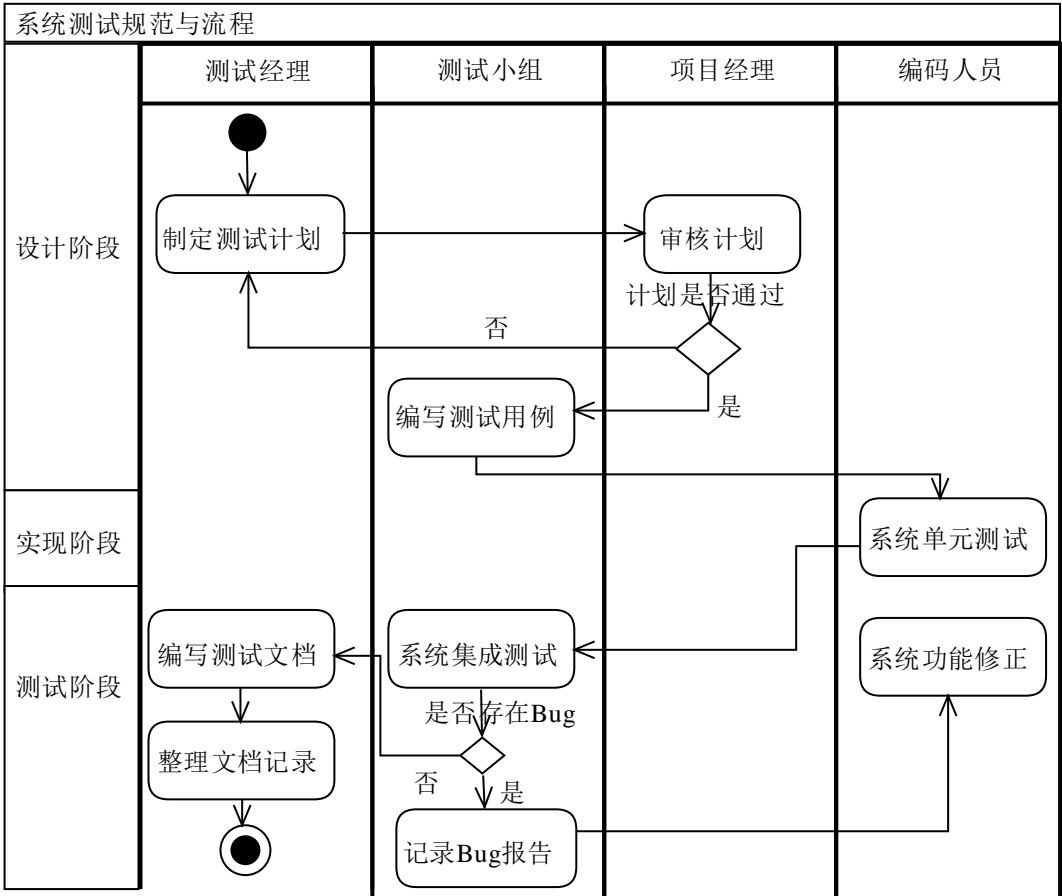 系统测试规范与流程
测试经理
测试小组
项目经理
编码人员
设计阶段
制定测试计划
审核计划
计划是否通过
否
是
编写测试用例
实现阶段
系统单元测试
测试阶段
编写测试文档
系统集成测试
系统功能修正
是否存在Bug
整理文档记录
否
是
记录Bug报告